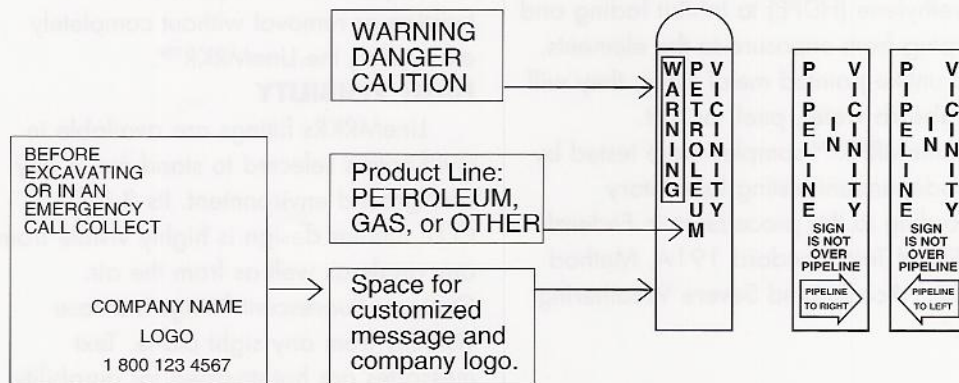 WARNING
DANGER
CAUTION
BEFORE
EXCAVATING
OR IN AN
EMERGENCY
CALL COLLECT
COMPANY NAME
LOGO
1 800 123 4567
Product Line:
PETROLEUM,
GAS, or OTHER
Space for
customized
message and
company logo.
WARNING
PETROLEUM
VICINITY
PIPELINE
IN
VICINITY
SIGN
IS NOT
OVER
PIPELINE
PIPELINE
TO RIGHT
PIPELINE
IN
VICINITY
SIGN
IS NOT
OVER
PIPELINE
PIPELINE
TO LEFT